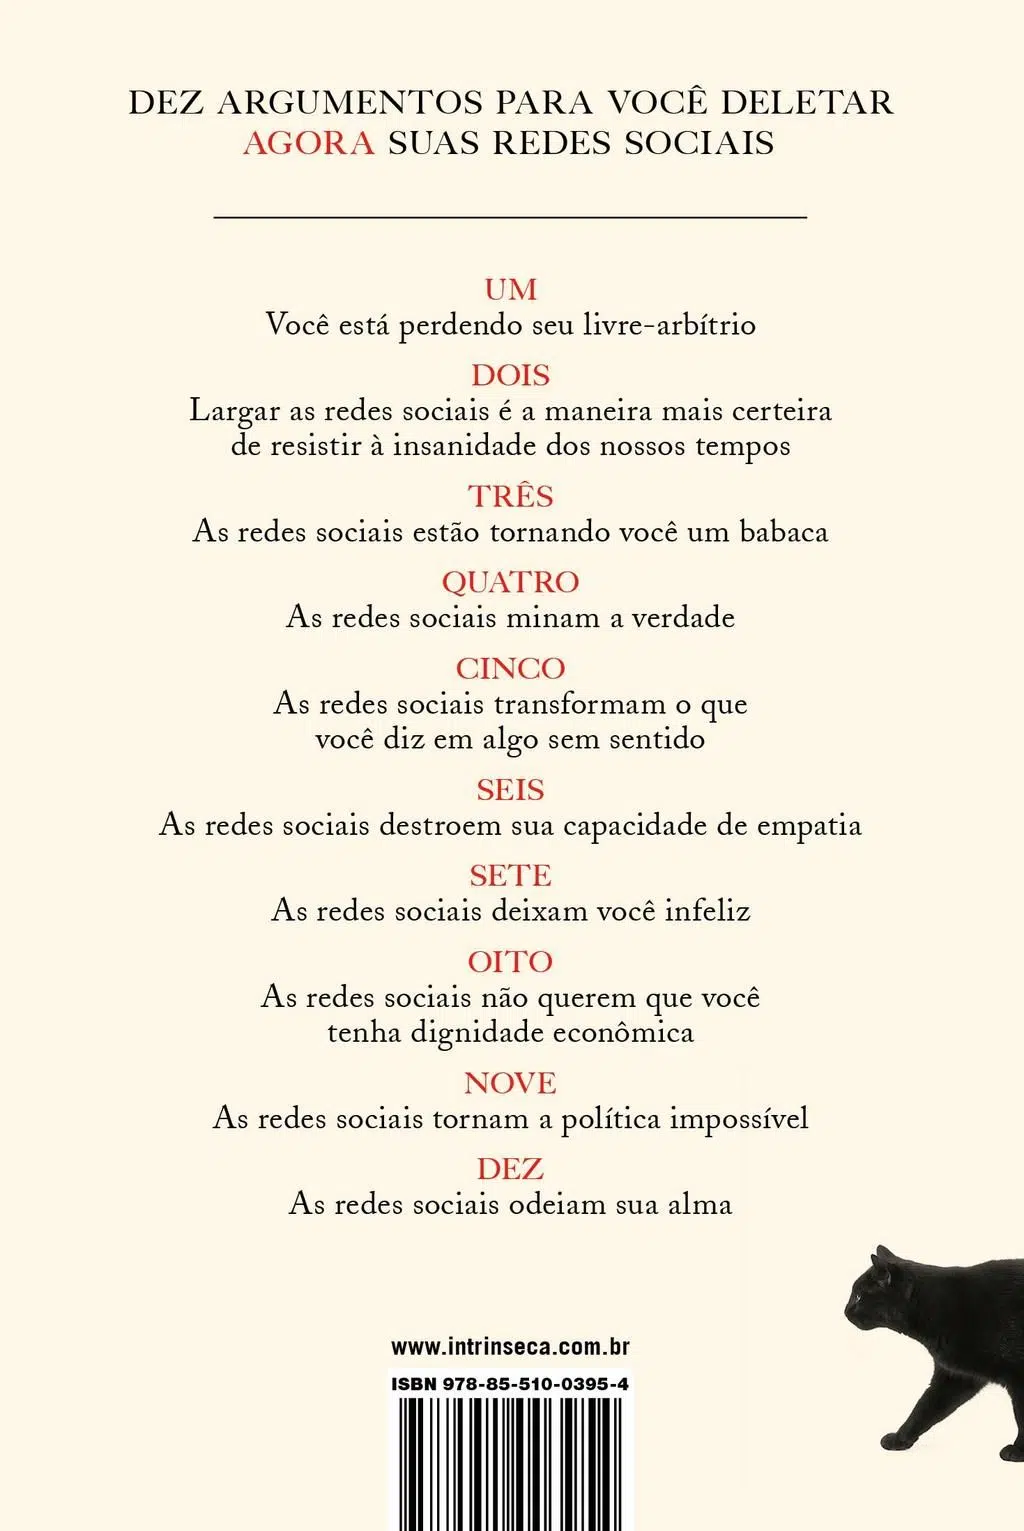 DEZ ARGUMENTOS PARA VOCÊ DELETAR
AGORA SUAS REDES SOCIAIS
UM
Você está perdendo seu livre-arbítrio
DOIS
Largar as redes sociais é a maneira mais certeira
de resistir à insanidade dos nossos tempos
TRÊS
As redes sociais estão tornando você um babaca
QUATRO
As redes sociais minam a verdade
CINCO
As redes sociais transformam o que
você diz em algo sem sentido
SEIS
As redes sociais destroem sua capacidade de empatia
SETE
As redes sociais deixam você infeliz
OITO
As redes sociais não querem que você
tenha dignidade econômica
NOVE
As redes sociais tornam a política impossível
DEZ
As redes sociais odeiam sua alma
www.intrinseca.com.br
ISBN 978-85-510-0395-4